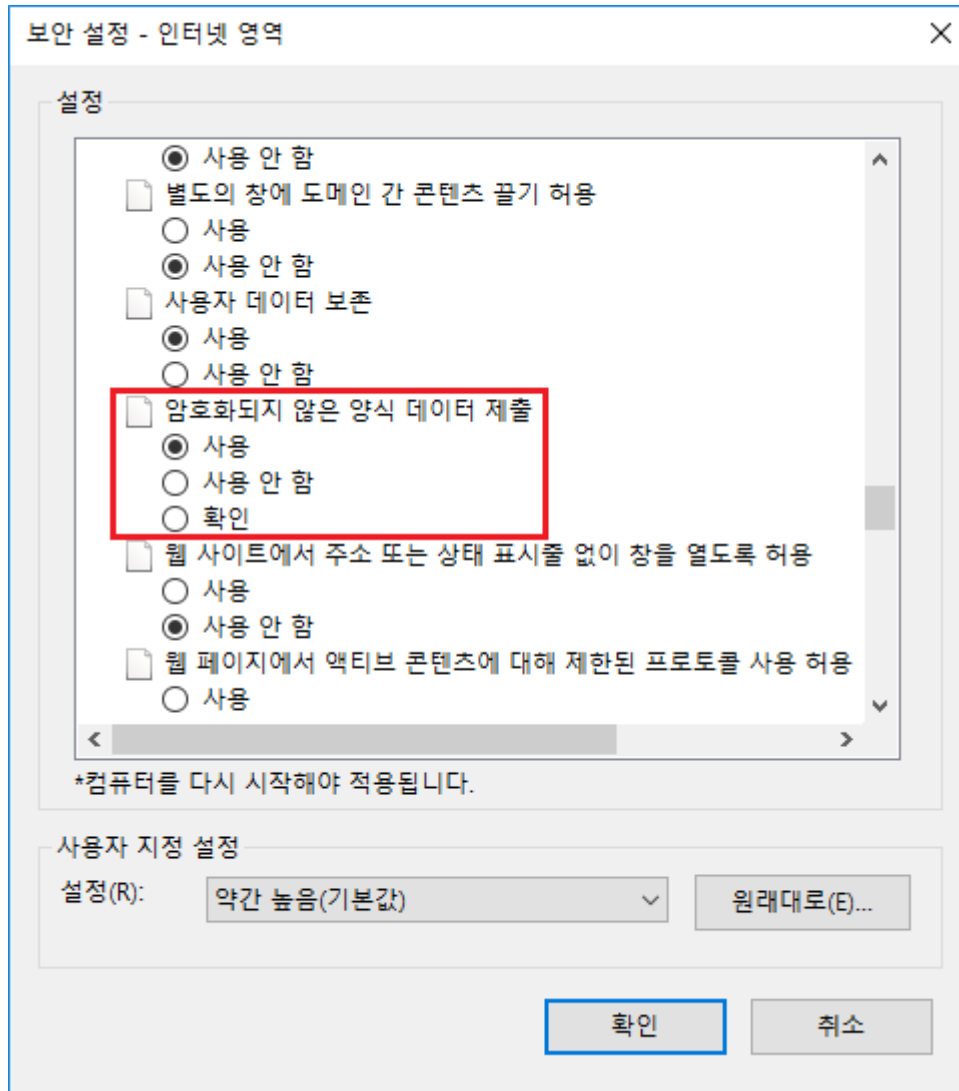 보안 설정 - 인터넷 영역
설정
사용 안 함
별도의 창에 도메인 간 콘텐츠 끌기 허용
사용
사용 안 함
사용자 데이터 보존
사용
사용 안 함
암호화되지 않은 양식 데이터 제출
사용
사용 안 함
확인
웹 사이트에서 주소 또는 상태 표시줄 없이 창을 열도록 허용
사용
사용 안 함
웹 페이지에서 액티브 콘텐츠에 대해 제한된 프로토콜 사용 허용
사용
*컴퓨터를 다시 시작해야 적용됩니다.
사용자 지정 설정
설정(R): 약간 높음(기본값) 원래대로(E)...
확인 취소